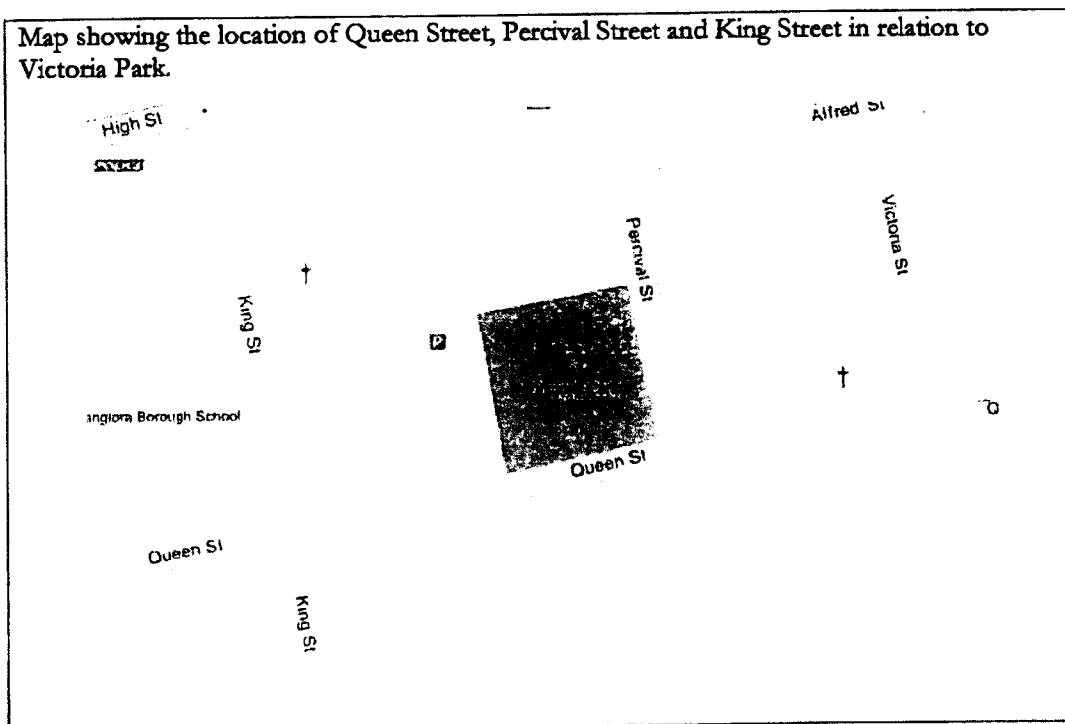 Map showing the location of Queen Street, Percival Street and King Street in relation to
Victoria Park.
High St
Alfred St
Percival St
Victoria St
King St
P
angiora Borough School
Queen St
Queen St
King St